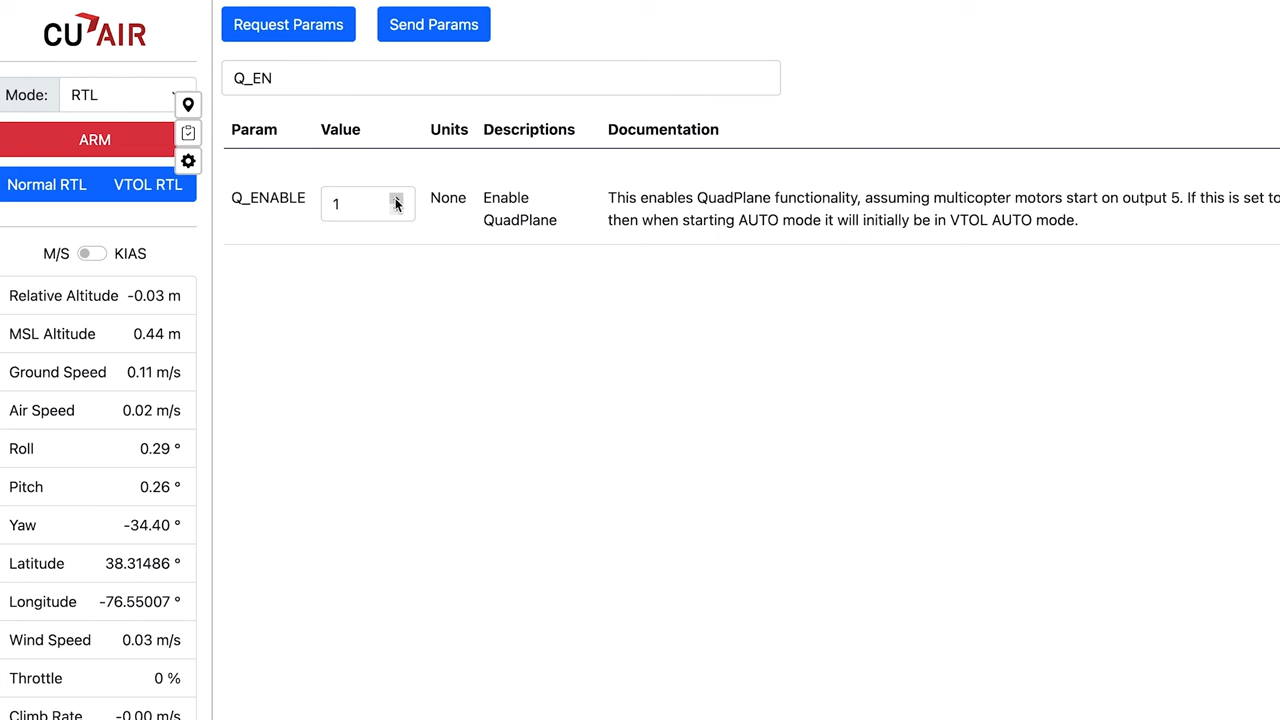 CU AIR
Mode: RTL
ARM
Normal RTL VTOL RTL
M/S KIAS
Relative Altitude -0.03 m
MSL Altitude 0.44 m
Ground Speed 0.11 m/s
Air Speed 0.02 m/s
Roll 0.29 °
Pitch 0.26 °
Yaw -34.40 °
Latitude 38.31486 °
Longitude -76.55007 °
Wind Speed 0.03 m/s
Throttle 0 %
Climb Rate -0.00 m/s
Request Params Send Params
Q_EN
Param Value Units Descriptions Documentation
Q_ENABLE 1 None Enable QuadPlane This enables QuadPlane functionality, assuming multicopter motors start on output 5. If this is set to
then when starting AUTO mode it will initially be in VTOL AUTO mode.